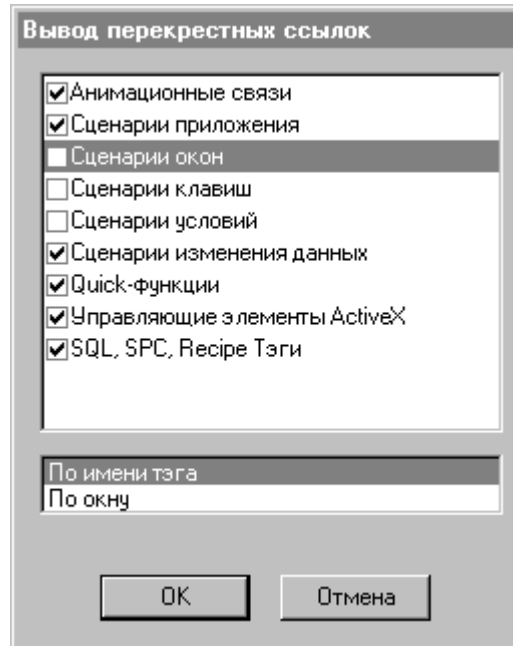 Вывод перекрестных ссылок
Анимационные связи
Сценарии приложения
Сценарии окон
Сценарии клавиш
Сценарии условий
Сценарии изменения данных
Quick-функции
Управляющие элементы ActiveX
SQL, SPC, Recipe Тэги
По имени тэга
По окну
ОК
Отмена